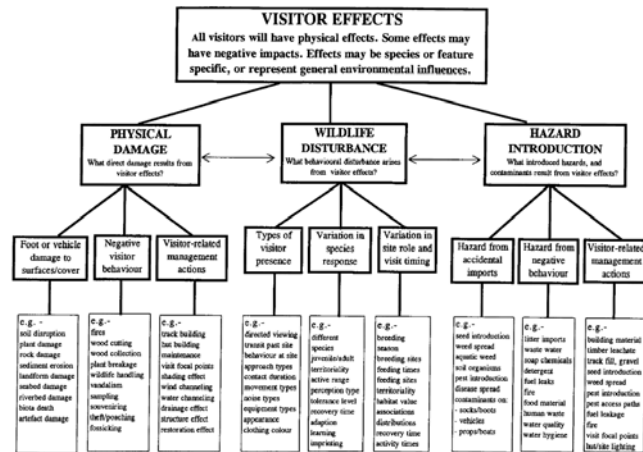 VISITOR EFFECTS
All visitors will have physical effects. Some effects may
have negative impacts. Effects may be species or feature
specific, or represent general environmental influences.
PHYSICAL
DAMAGE
What direct damage results from
visitor effects?
WILDLIFE
DISTURBANCE
What behavioural disturbance arises
from visitor effects?
HAZARD
INTRODUCTION
What introduced hazards, and
contaminants result from visitor effects?
Foot or vehicle
damage to
surfaces/cover
Negative
visitor
behaviour
Visitor-related
management
actions
Types of
visitor
presence
Variation in
species
response
Variation in
site role and
visit timing
Hazard from
accidental
imports
Hazard from
negative
behaviour
Visitor-related
management
actions
e.g. -
soil disruption
plant damage
rock damage
sediment erosion
landform damage
seabed damage
riverbed damage
biota death
artefact damage
e.g.-
fires
wood cutting
wood collection
plant breakage
wildlife handling
vandalism
sampling
souveniring
theft/poaching
fossicking
e.g.-
track building
hut building
maintenance
visit focal points
shading effect
wind channeling
water channeling
drainage effect
structure effect
restoration effect
e.g.-
directed viewing
transit past site
behaviour at site
approach types
contact duration
movement types
noise types
equipment types
appearance
clothing colour
e.g.-
different
species
juvenile/adult
territoriality
active range
perception type
tolerance level
recovery time
adaption
learning
imprinting
e.g.-
breeding
season
breeding sites
feeding times
feeding sites
territoriality
habitat value
associations
distributions
recovery time
activity times
e.g.-
seed introduction
weed spread
aquatic weed
soil organisms
pest introduction
disease spread
contaminants on
- socks/boots
- vehicles
- props/boats
e.g.-
litter imports
waste water
soap chemicals
detergent
fuel leaks
fire
food material
human waste
water quality
water hygiene
e.g.-
building material
timber leachate
track fill, gravel
seed introduction
weed spread
pest introduction
pest access paths
fuel leakage
fire
visit focal points
hut/site lighting